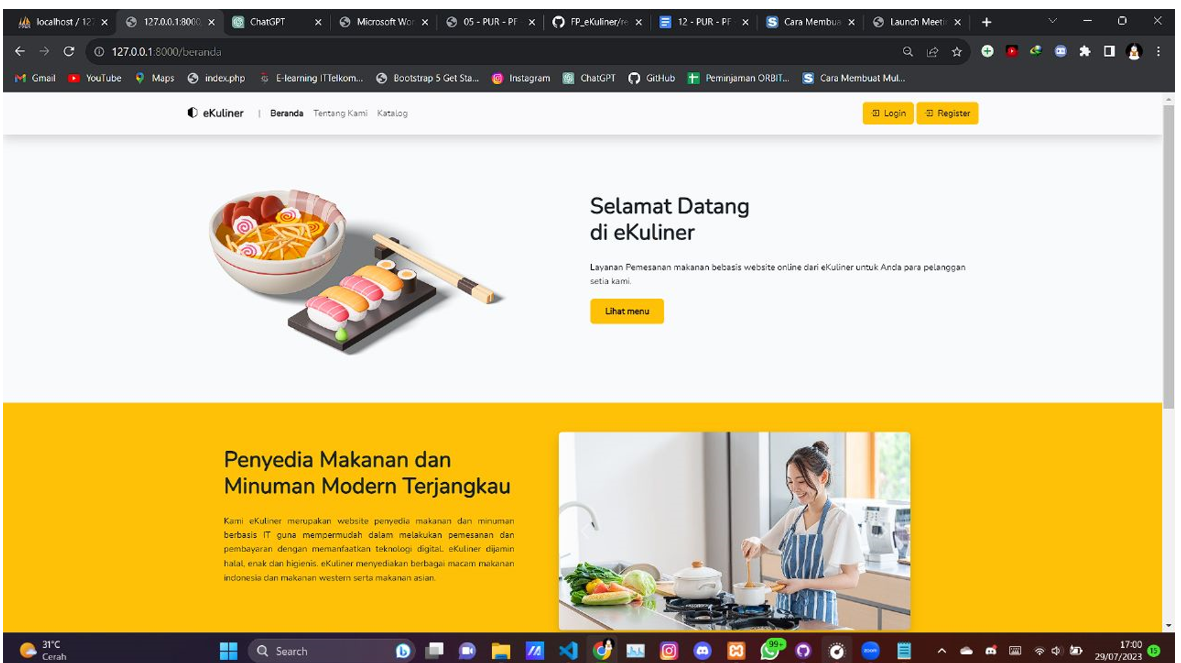 localhost / 127
127.0.0.1:8000
ChatGPT
Microsoft Wor
05 - PUR - PF
FP_eKuliner/re
12 - PUR - PF
Cara Membua
Launch Meeti
127.0.0.1:8000/beranda
Gmail
YouTube
Maps
index.php
E-learning ITTelkom...
Bootstrap 5 Get Sta...
Instagram
ChatGPT
GitHub
Peminjaman ORBIT...
Cara Membuat Mul...
eKuliner | Beranda Tentang Kami Katalog
Login
Register
Selamat Datang
di eKuliner
Layanan Pemesanan makanan bebasis website online dari eKuliner untuk Anda para pelanggan
setia kami.
Lihat menu
Penyedia Makanan dan
Minuman Modern Terjangkau
Kami eKuliner merupakan website penyedia makanan dan minuman
berbasis IT guna mempermudah dalam melakukan pemesanan dan
pembayaran dengan memanfaatkan teknologi digital. eKuliner dijamin
halal, enak dan higienis. eKuliner menyediakan berbagai macam makanan
indonesia dan makanan western serta makanan asian.
31°C
Cerah
Search
99+
zoom
17:00
29/07/2023
15